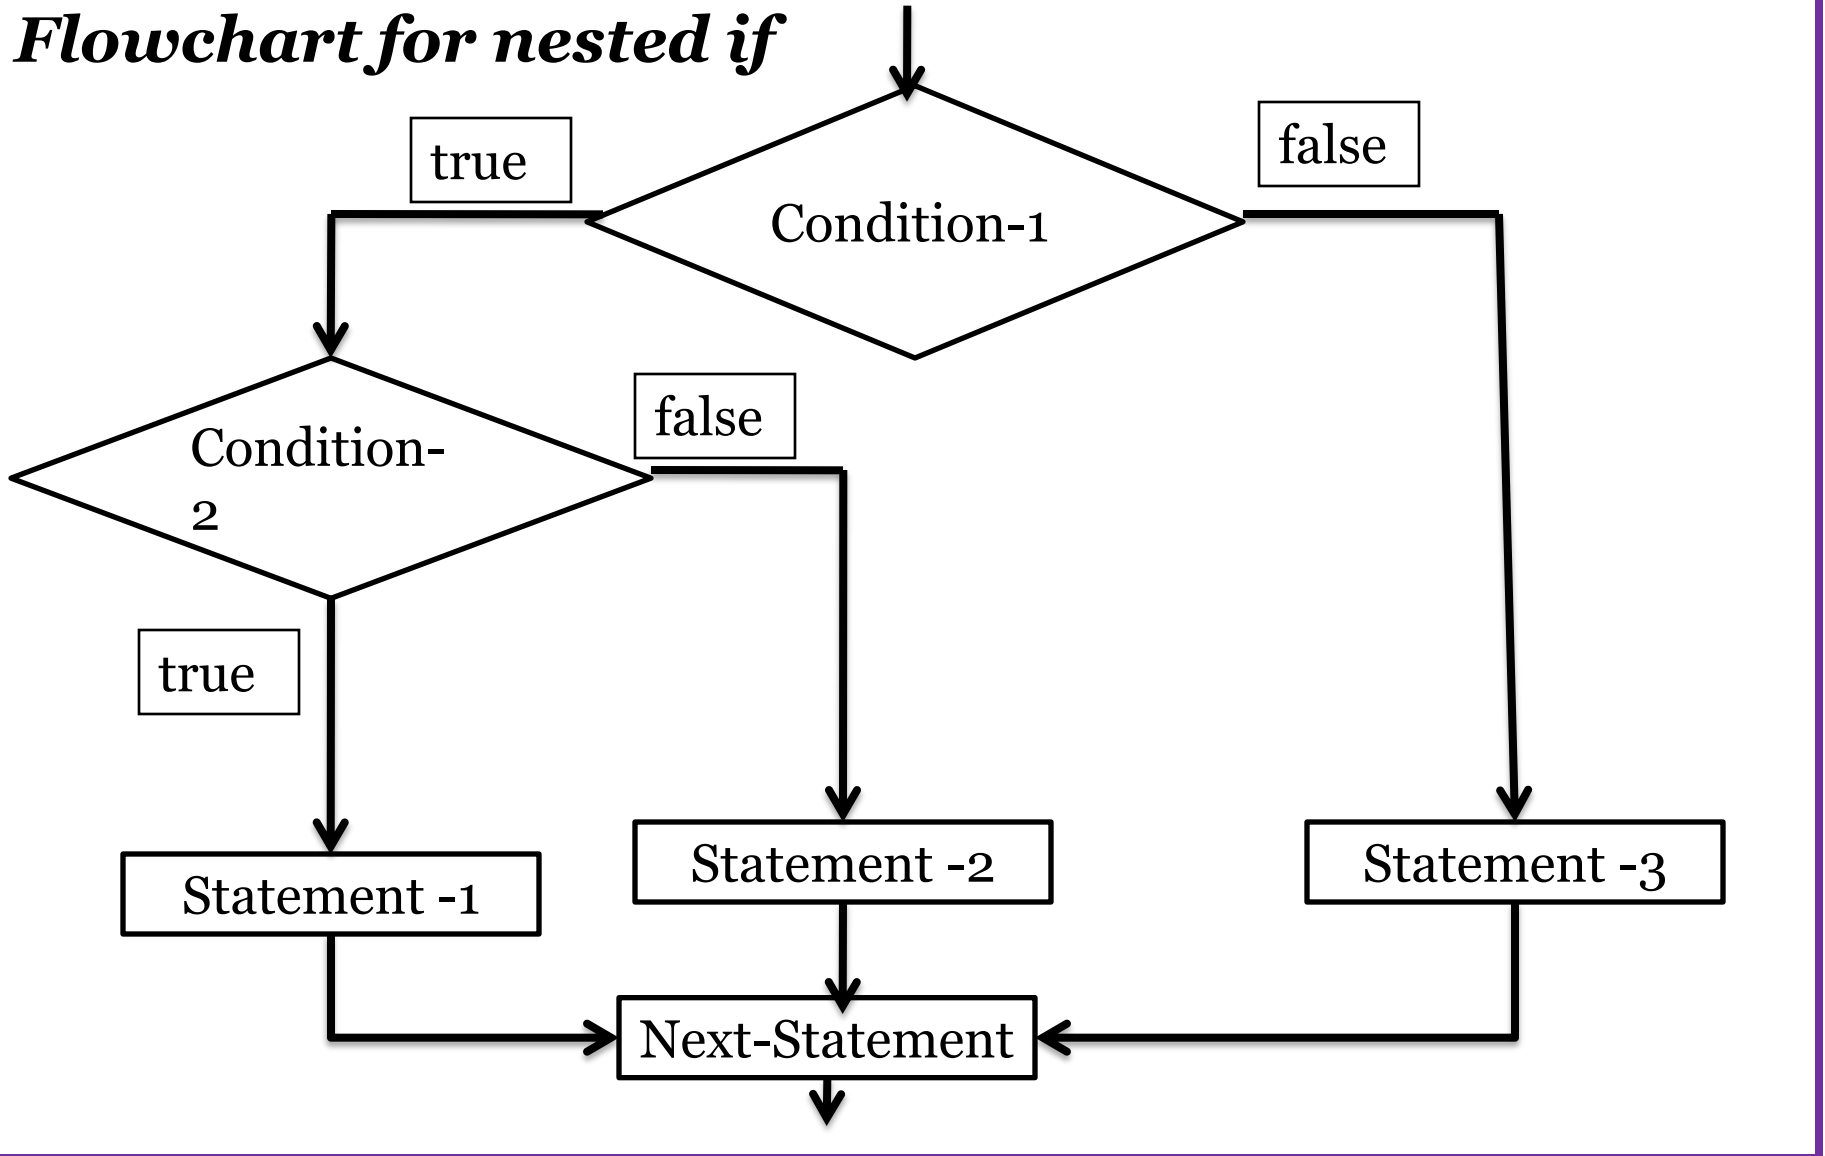 Flowchart for nested if
true
false
Condition-1
false
Condition-
2
true
Statement -1
Statement -2
Statement -3
Next-Statement